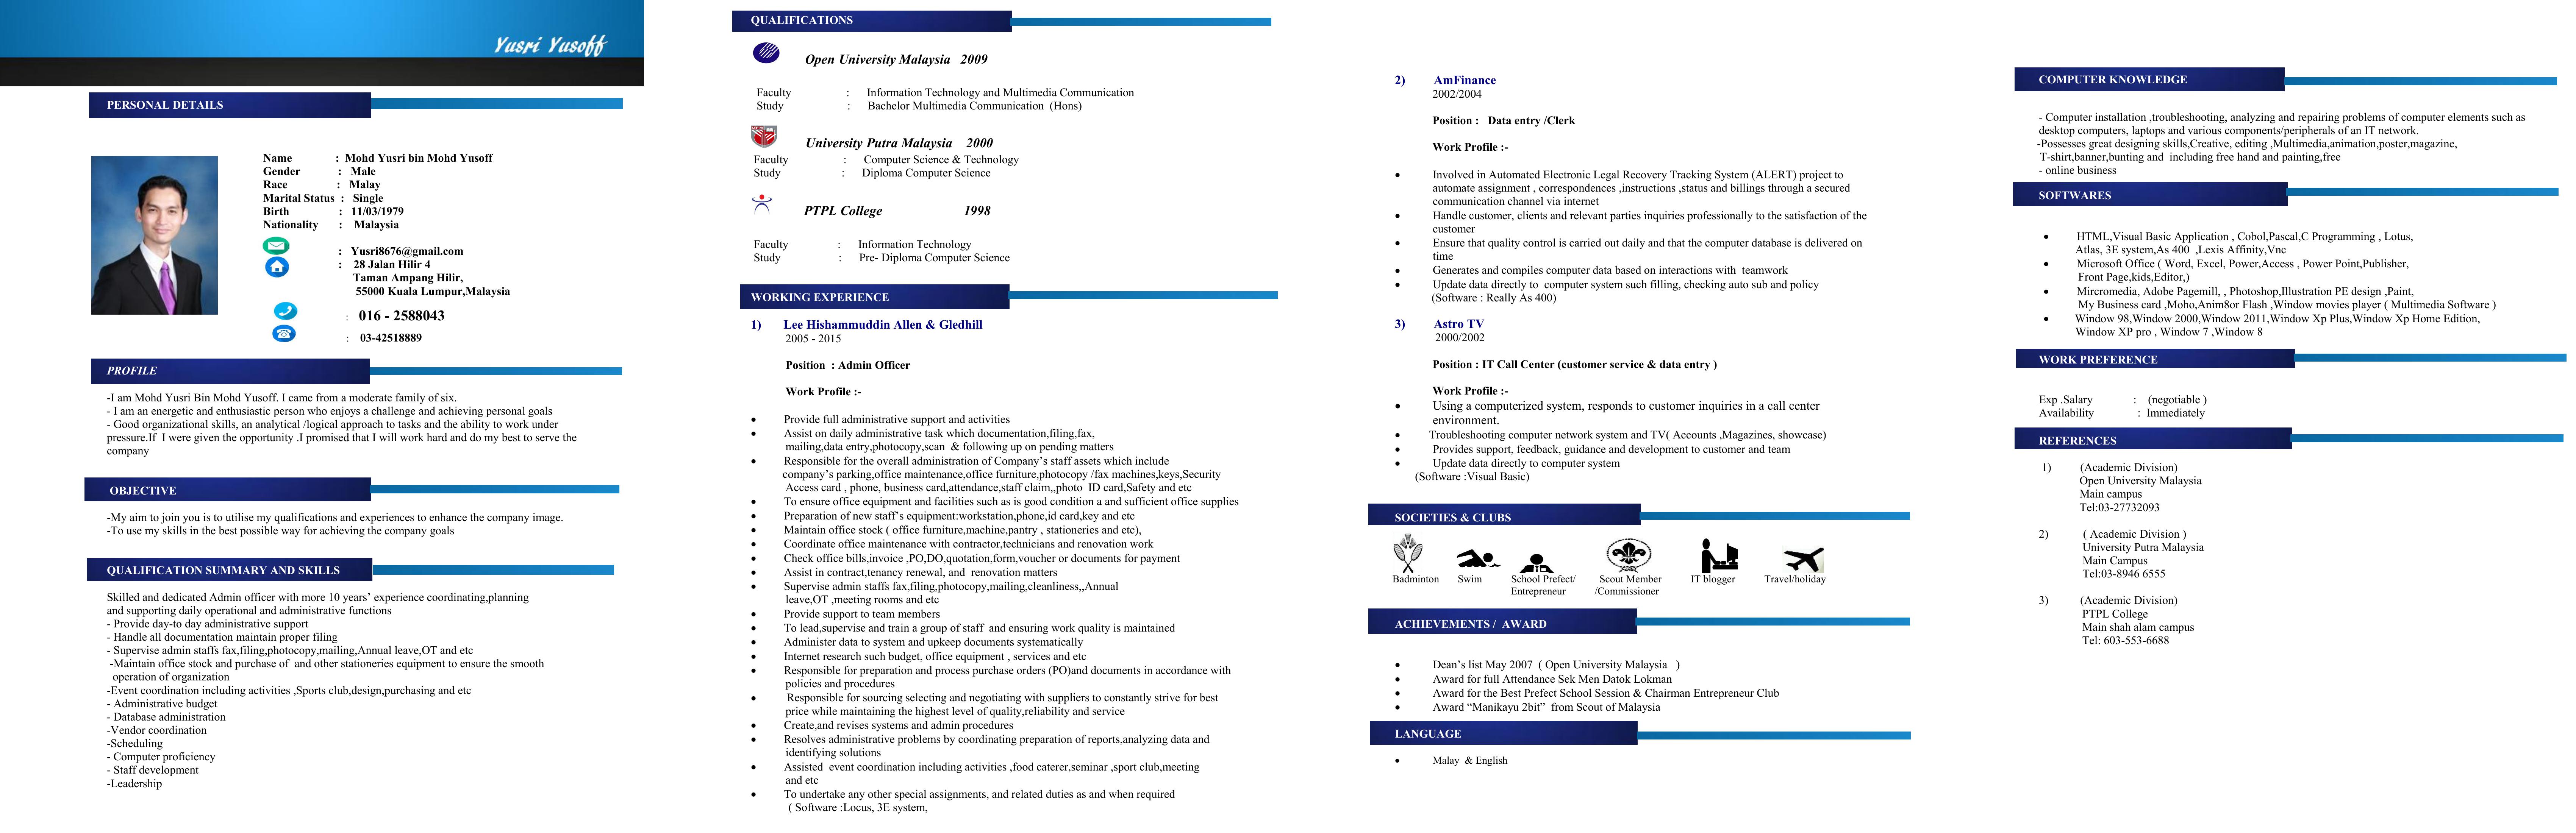 Yusri Yusoff
PERSONAL DETAILS
Name : Mohd Yusri bin Mohd Yusoff
Gender : Male
Race : Malay
Marital Status : Single
Birth : 11/03/1979
Nationality : Malaysia
: Yusri8676@gmail.com
: 28 Jalan Hilir 4
Taman Ampang Hilir,
55000 Kuala Lumpur,Malaysia
: 016 - 2588043
: 03-42518889
PROFILE
-I am Mohd Yusri Bin Mohd Yusoff. I came from a moderate family of six.
- I am an energetic and enthusiastic person who enjoys a challenge and achieving personal goals
- Good organizational skills, an analytical /logical approach to tasks and the ability to work under
pressure.If I were given the opportunity .I promised that I will work hard and do my best to serve the
company
OBJECTIVE
-My aim to join you is to utilise my qualifications and experiences to enhance the company image.
-To use my skills in the best possible way for achieving the company goals
QUALIFICATION SUMMARY AND SKILLS
Skilled and dedicated Admin officer with more 10 years’ experience coordinating,planning
and supporting daily operational and administrative functions
- Provide day-to day administrative support
- Handle all documentation maintain proper filing
- Supervise admin staffs fax,filing,photocopy,mailing,Annual leave,OT and etc
-Maintain office stock and purchase of and other stationeries equipment to ensure the smooth
operation of organization
-Event coordination including activities ,Sports club,design,purchasing and etc
- Administrative budget
- Database administration
-Vendor coordination
-Scheduling
- Computer proficiency
- Staff development
-Leadership
QUALIFICATIONS
Open University Malaysia 2009
Faculty : Information Technology and Multimedia Communication
Study : Bachelor Multimedia Communication (Hons)
University Putra Malaysia 2000
Faculty : Computer Science & Technology
Study : Diploma Computer Science
PTPL College 1998
Faculty : Information Technology
Study : Pre- Diploma Computer Science
WORKING EXPERIENCE
1) Lee Hishammuddin Allen & Gledhill
2005 - 2015
Position : Admin Officer
Work Profile :-
• Provide full administrative support and activities
• Assist on daily administrative task which documentation,filing,fax,
mailing,data entry,photocopy,scan & following up on pending matters
• Responsible for the overall administration of Company’s staff assets which include
company’s parking,office maintenance,office furniture,photocopy /fax machines,keys,Security
Access card , phone, business card,attendance,staff claim,,photo ID card,Safety and etc
• To ensure office equipment and facilities such as is good condition a and sufficient office supplies
• Preparation of new staff’s equipment:workstation,phone,id card,key and etc
• Maintain office stock ( office furniture,machine,pantry , stationeries and etc),
• Coordinate office maintenance with contractor,technicians and renovation work
• Check office bills,invoice ,PO,DO,quotation,form,voucher or documents for payment
• Assist in contract,tenancy renewal, and renovation matters
• Supervise admin staffs fax,filing,photocopy,mailing,cleanliness,,Annual
leave,OT ,meeting rooms and etc
• Provide support to team members
• To lead,supervise and train a group of staff and ensuring work quality is maintained
• Administer data to system and upkeep documents systematically
• Internet research such budget, office equipment , services and etc
• Responsible for preparation and process purchase orders (PO)and documents in accordance with
policies and procedures
• Responsible for sourcing selecting and negotiating with suppliers to constantly strive for best
price while maintaining the highest level of quality,reliability and service
• Create,and revises systems and admin procedures
• Resolves administrative problems by coordinating preparation of reports,analyzing data and
identifying solutions
• Assisted event coordination including activities ,food caterer,seminar ,sport club,meeting
and etc
• To undertake any other special assignments, and related duties as and when required
( Software :Locus, 3E system,
2) AmFinance
2002/2004
Position : Data entry /Clerk
Work Profile :-
• Involved in Automated Electronic Legal Recovery Tracking System (ALERT) project to
automate assignment , correspondences ,instructions ,status and billings through a secured
communication channel via internet
• Handle customer, clients and relevant parties inquiries professionally to the satisfaction of the
customer
• Ensure that quality control is carried out daily and that the computer database is delivered on
time
• Generates and compiles computer data based on interactions with teamwork
• Update data directly to computer system such filling, checking auto sub and policy
(Software : Really As 400)
3) Astro TV
2000/2002
Position : IT Call Center (customer service & data entry )
Work Profile :-
• Using a computerized system, responds to customer inquiries in a call center
environment.
• Troubleshooting computer network system and TV( Accounts ,Magazines, showcase)
• Provides support, feedback, guidance and development to customer and team
• Update data directly to computer system
(Software :Visual Basic)
SOCIETIES & CLUBS
Badminton Swim School Prefect/ Scout Member IT blogger Travel/holiday
Entrepreneur /Commissioner
ACHIEVEMENTS / AWARD
• Dean’s list May 2007 ( Open University Malaysia )
• Award for full Attendance Sek Men Datok Lokman
• Award for the Best Prefect School Session & Chairman Entrepreneur Club
• Award “Manikayu 2bit” from Scout of Malaysia
LANGUAGE
• Malay & English
COMPUTER KNOWLEDGE
- Computer installation ,troubleshooting, analyzing and repairing problems of computer elements such as
desktop computers, laptops and various components/peripherals of an IT network.
-Possesses great designing skills,Creative, editing ,Multimedia,animation,poster,magazine,
T-shirt,banner,bunting and including free hand and painting,free
- online business
SOFTWARES
• HTML,Visual Basic Application , Cobol,Pascal,C Programming , Lotus,
Atlas, 3E system,As 400 ,Lexis Affinity,Vnc
• Microsoft Office ( Word, Excel, Power,Access , Power Point,Publisher,
Front Page,kids,Editor,)
• Mircromedia, Adobe Pagemill, , Photoshop,Illustration PE design ,Paint,
My Business card ,Moho,Anim8or Flash ,Window movies player ( Multimedia Software )
• Window 98,Window 2000,Window 2011,Window Xp Plus,Window Xp Home Edition,
Window XP pro , Window 7 ,Window 8
WORK PREFERENCE
Exp .Salary : (negotiable )
Availability : Immediately
REFERENCES
1) (Academic Division)
Open University Malaysia
Main campus
Tel:03-27732093
2) ( Academic Division )
University Putra Malaysia
Main Campus
Tel:03-8946 6555
3) (Academic Division)
PTPL College
Main shah alam campus
Tel: 603-553-6688